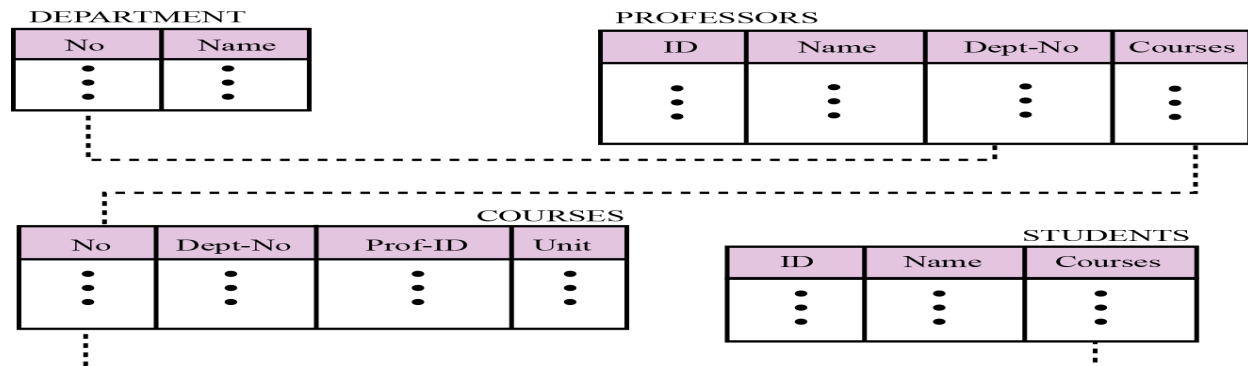 DEPARTMENT
No Name
PROFESSORS
ID Name Dept-No Courses
COURSES
No Dept-No Prof-ID Unit
STUDENTS
ID Name Courses